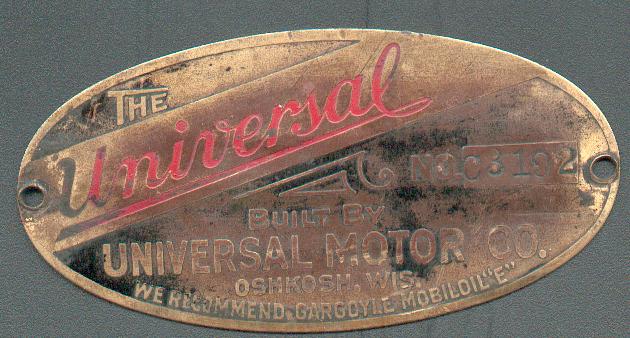 THE
Universal
No. C3192
BUILT BY
UNIVERSAL MOTOR CO.
OSHKOSH, WIS.
WE RECOMMEND GARGOYLE MOBILOIL "E"